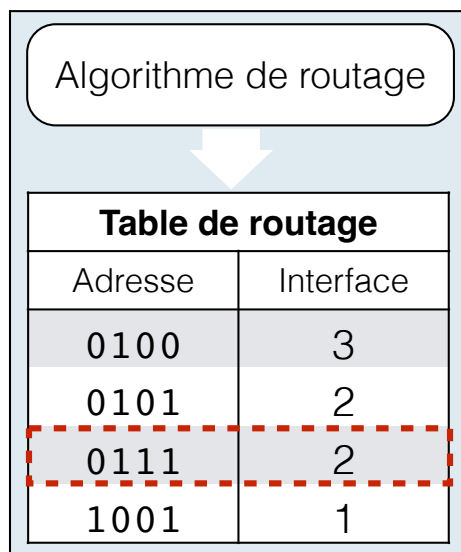 Algorithme de routage
Table de routage
Adresse Interface
0100 3
0101 2
0111 2
1001 1